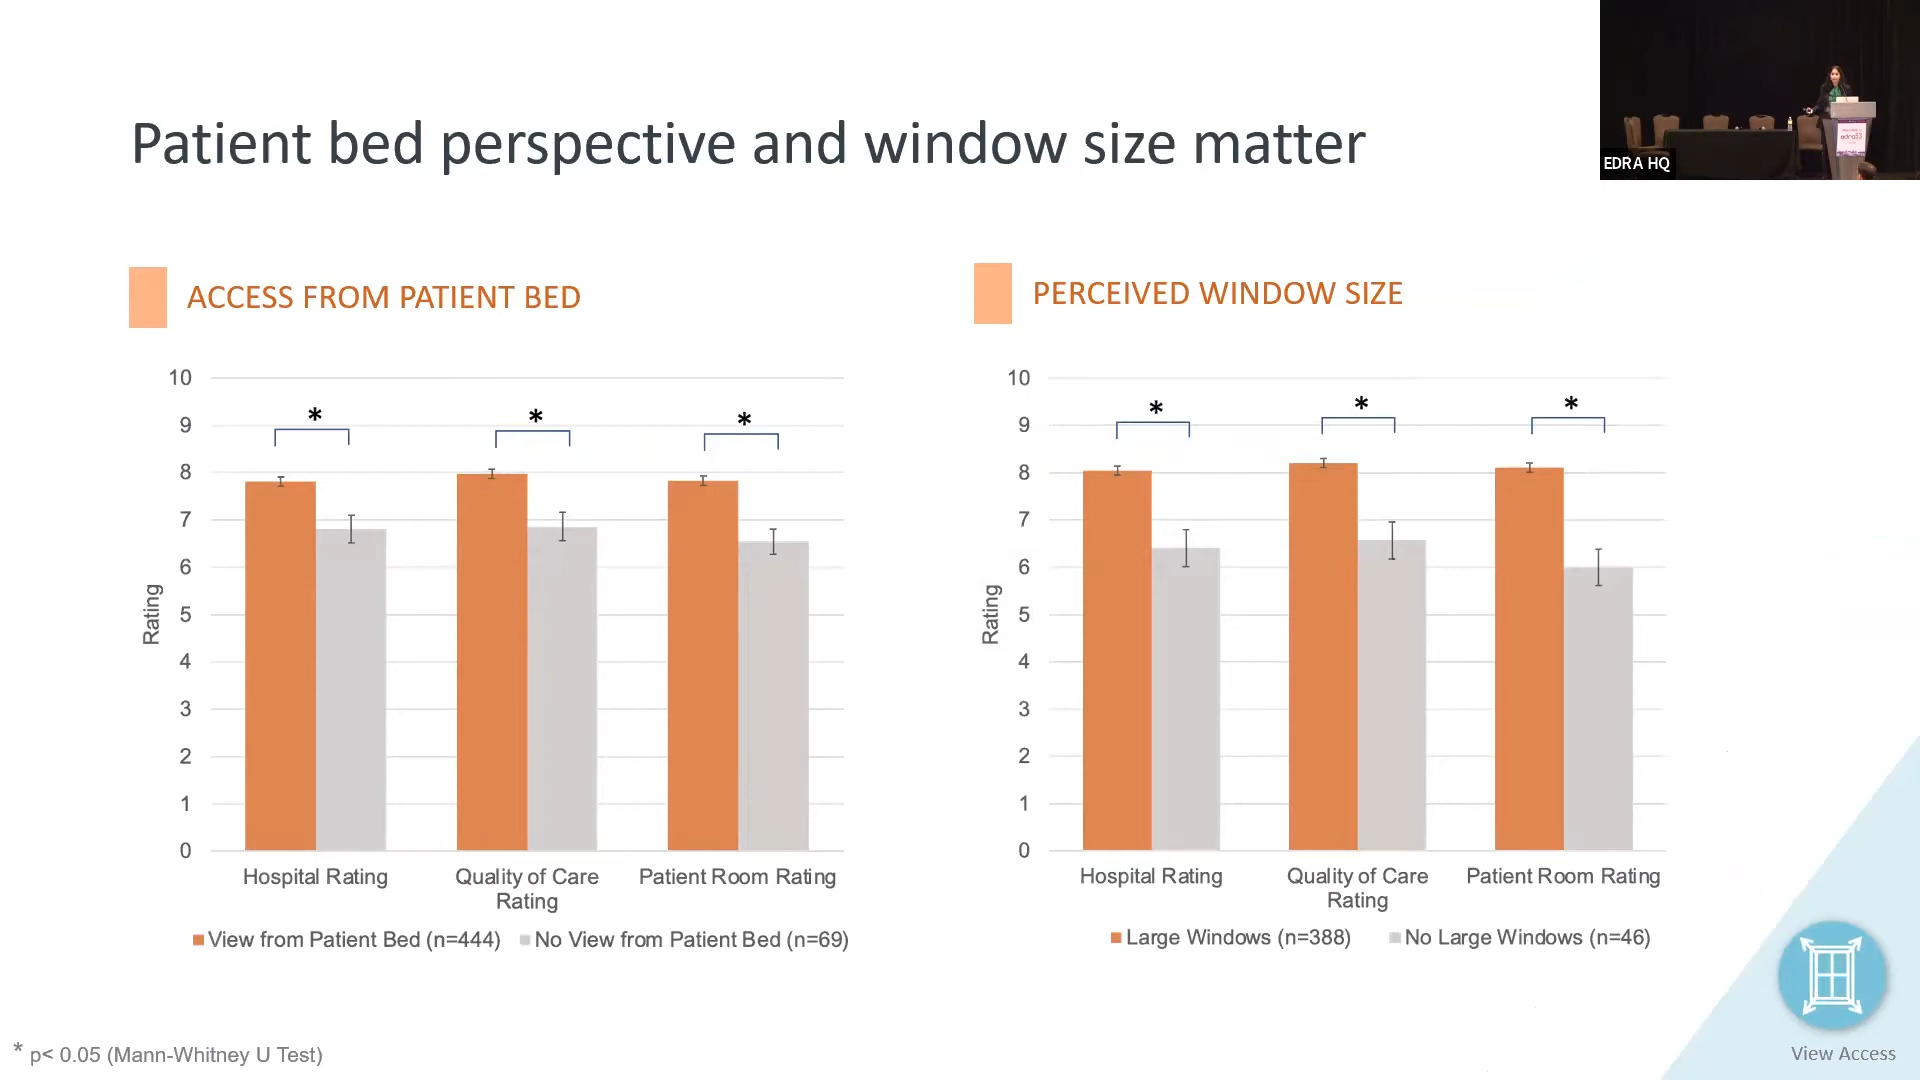 Patient bed perspective and window size matter
EDRA HQ
edra53
ACCESS FROM PATIENT BED
10
9
8
7
6
5
4
3
2
1
0
Rating
*
*
*
Hospital Rating
Quality of Care
Rating
Patient Room Rating
View from Patient Bed (n=444)
No View from Patient Bed (n=69)
PERCEIVED WINDOW SIZE
10
9
8
7
6
5
4
3
2
1
0
Rating
*
*
*
Hospital Rating
Quality of Care
Rating
Patient Room Rating
Large Windows (n=388)
No Large Windows (n=46)
* p< 0.05 (Mann-Whitney U Test)
View Access